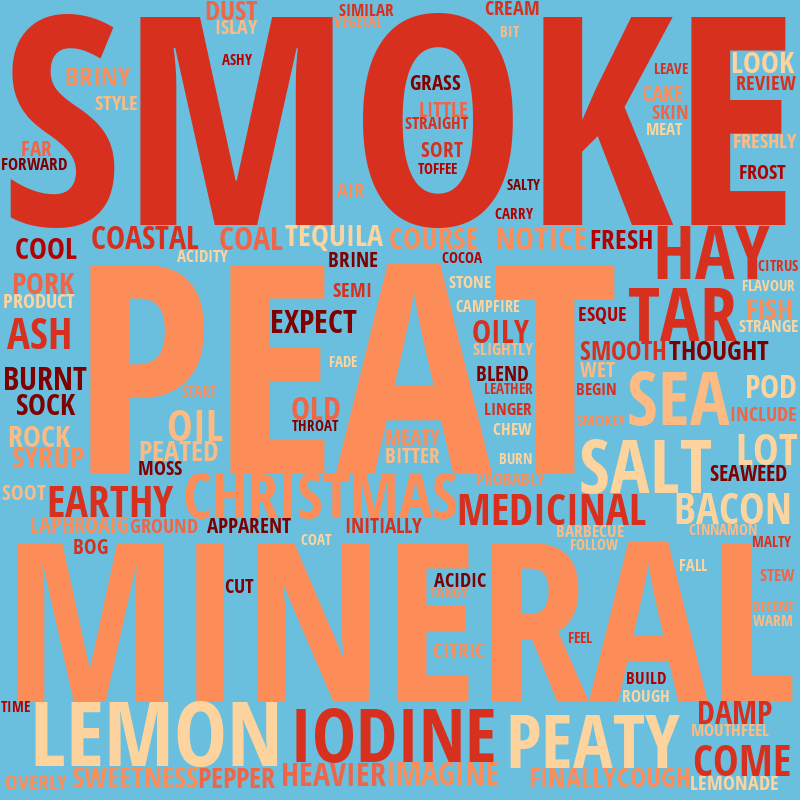 DUST
SIMILAR
CREAM
SMOKE
ISLAY
VEGETAL
BIT
ASHY
LEAVE
LOOK
BRINY
GRASS
REVIEW
STYLE
LITTLE
CAKE
STRAIGHT
SKIN
MEAT
FAR
SORT
FRESHLY
FORWARD
TOFFEE
FROST
AIR
SALTY
CARRY
COOL
COASTAL
COAL
TEQUILA
COURSE
NOTICE
FRESH
HAY
ACIDITY
BRINE
COCOA
CITRUS
PORK
PEAT
SEMI
STONE
FLAVOUR
PRODUCT
CAMPFIRE
TAR
FISH
ASH
EXPECT
OILY
ESQUE
STRANGE
SLIGHTLY
SMOOTH
THOUGHT
FADE
BURNT
BLEND
WET
START
LEATHER
BEGIN
SEA
POD
SOCK
OLD
LINGER
INCLUDE
ROCK
OIL
THROAT
CHEW
SMOKEY
SYRUP
PEATED
MEATY
SALT
LOT
BITTER
BURN
MOSS
PROBABLY
SEAWEED
SOOT
EARTHY
CHRISTMAS
MEDICINAL
BACON
LAPHROAIG
GROUND
APPARENT
INITIALLY
BARBECUE
CINNAMON
BOG
COAT
FOLLOW
MALTY
MINERAL
FALL
STEW
CUT
ACIDIC
TANGY
DECENT
WARM
CITRIC
FEEL
BUILD
ROUGH
TIME
LEMON
IODINE
PEATY
DAMP
MOUTHFEEL
COME
OVERLY
SWEETNESS
PEPPER
HEAVIER
IMAGINE
FINALLY
COUGH
LEMONADE